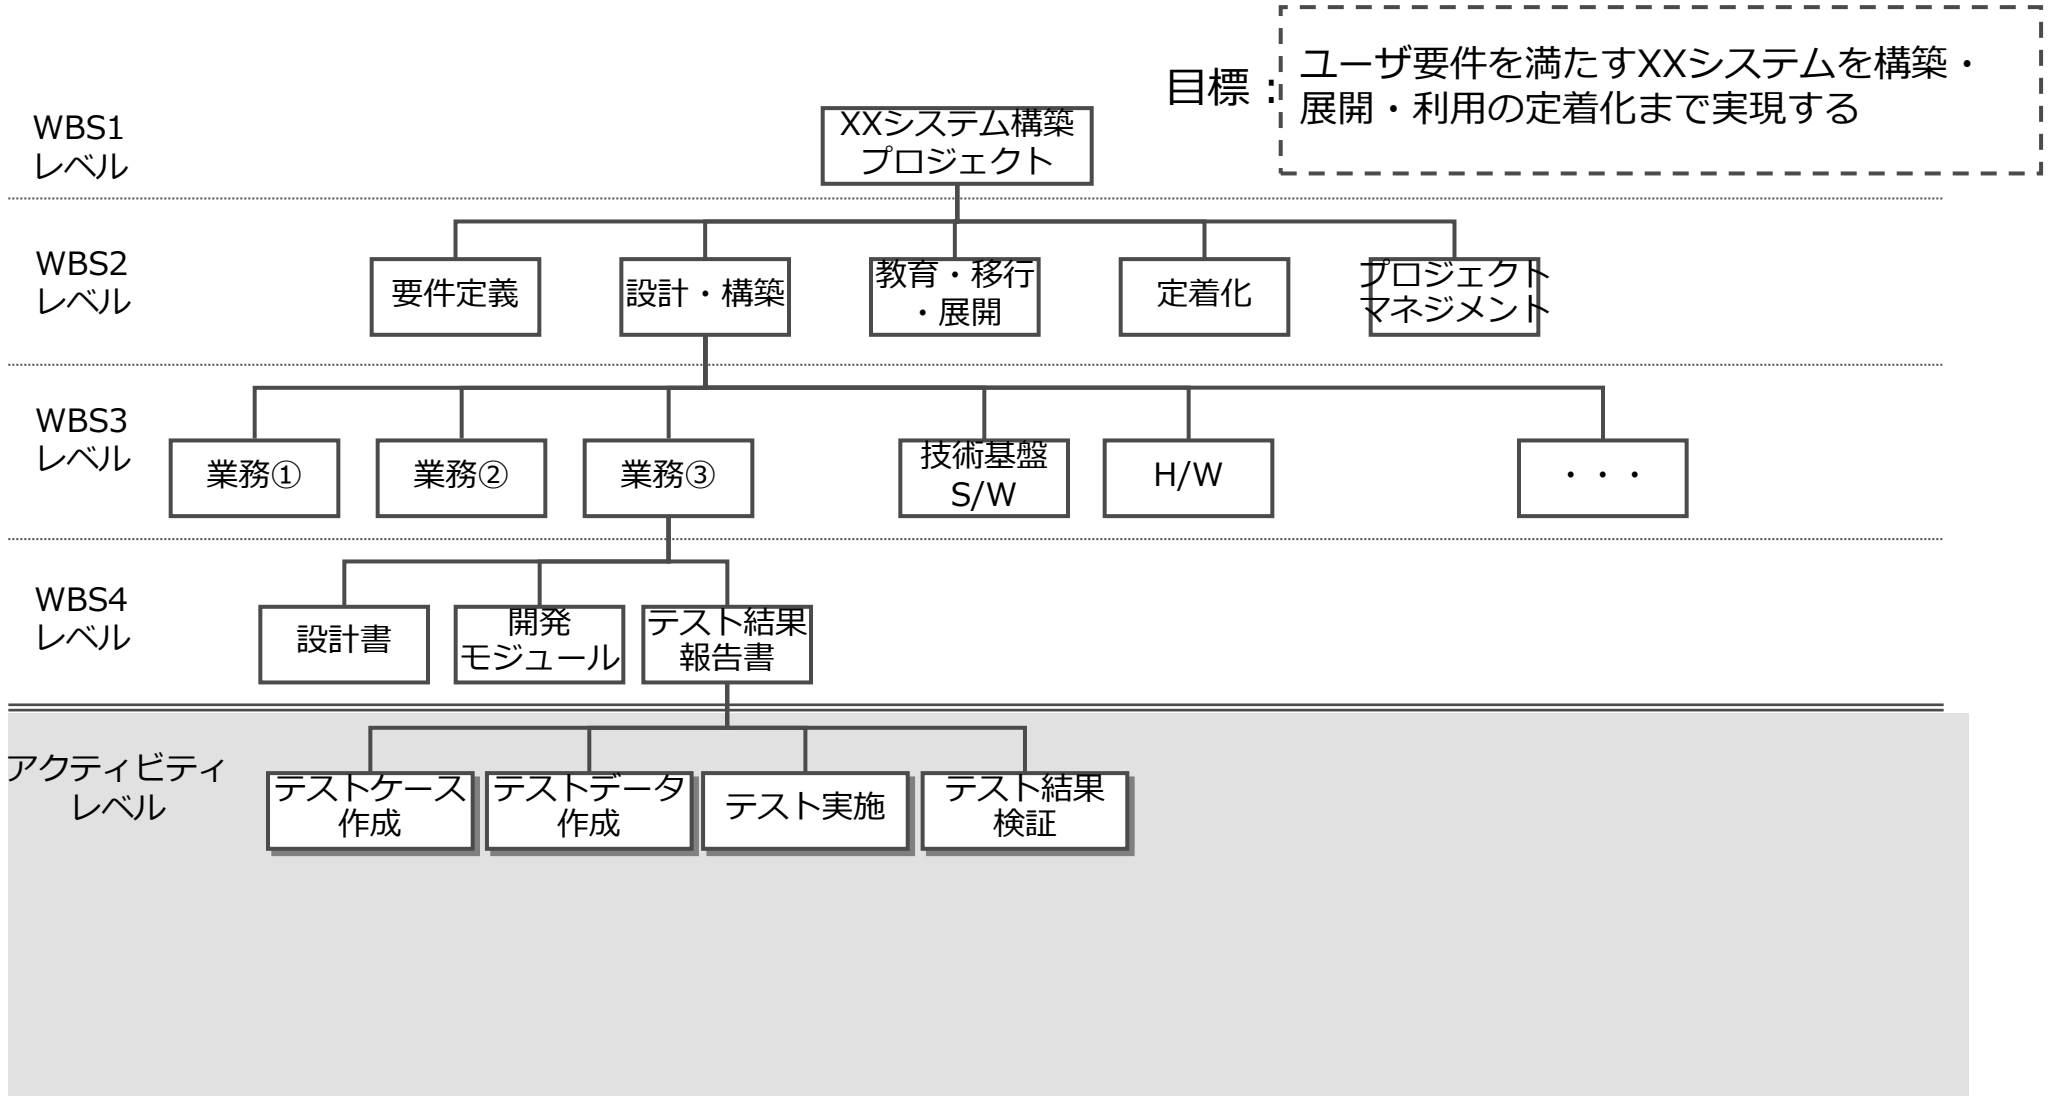 目標：
ユーザ要件を満たすXXシステムを構築・
展開・利用の定着化まで実現する
WBS1
レベル
XXシステム構築
プロジェクト
WBS2
レベル
要件定義
設計・構築
教育・移行
・展開
定着化
プロジェクト
マネジメント
WBS3
レベル
業務①
業務②
業務③
技術基盤
S/W
H/W
・・・
WBS4
レベル
設計書
開発
モジュール
テスト結果
報告書
アクティビティ
レベル
テストケース
作成
テストデータ
作成
テスト実施
テスト結果
検証